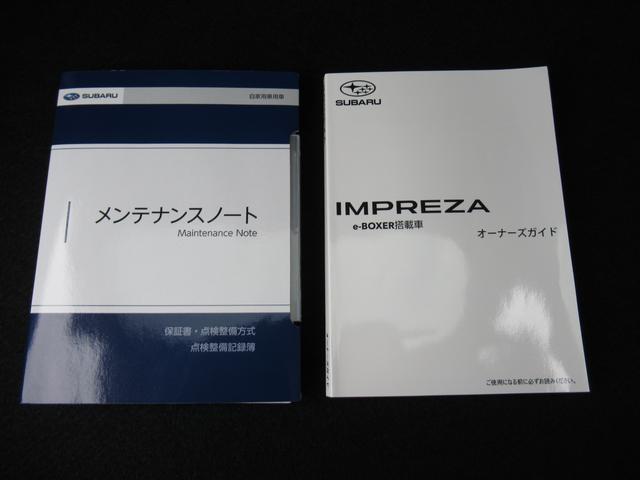 SUBARU
自家用乗用車
メンテナンスノート
Maintenance Note
保証書・点検整備方式
点検整備記録簿
SUBARU
IMPREZA
e-BOXER搭載車
オーナーズガイド
ご使用になる前に必ずお読みください。